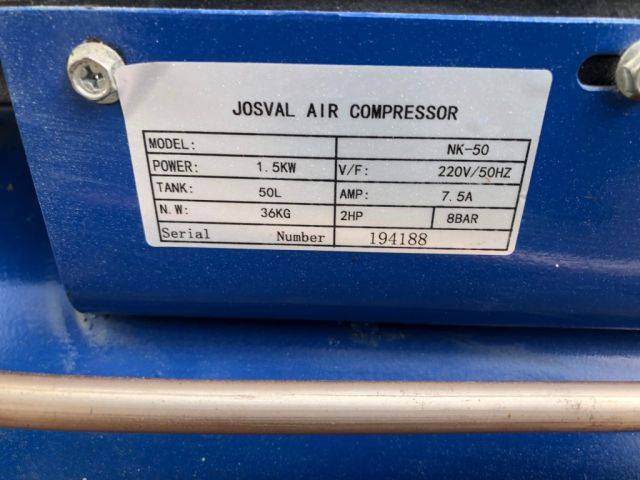 JOSVAL AIR COMPRESSOR
MODEL: NK-50
POWER: 1.5KW V/F: 220V/50HZ
TANK: 50L AMP: 7.5A
N.W: 36KG 2HP 8BAR
Serial Number 194188